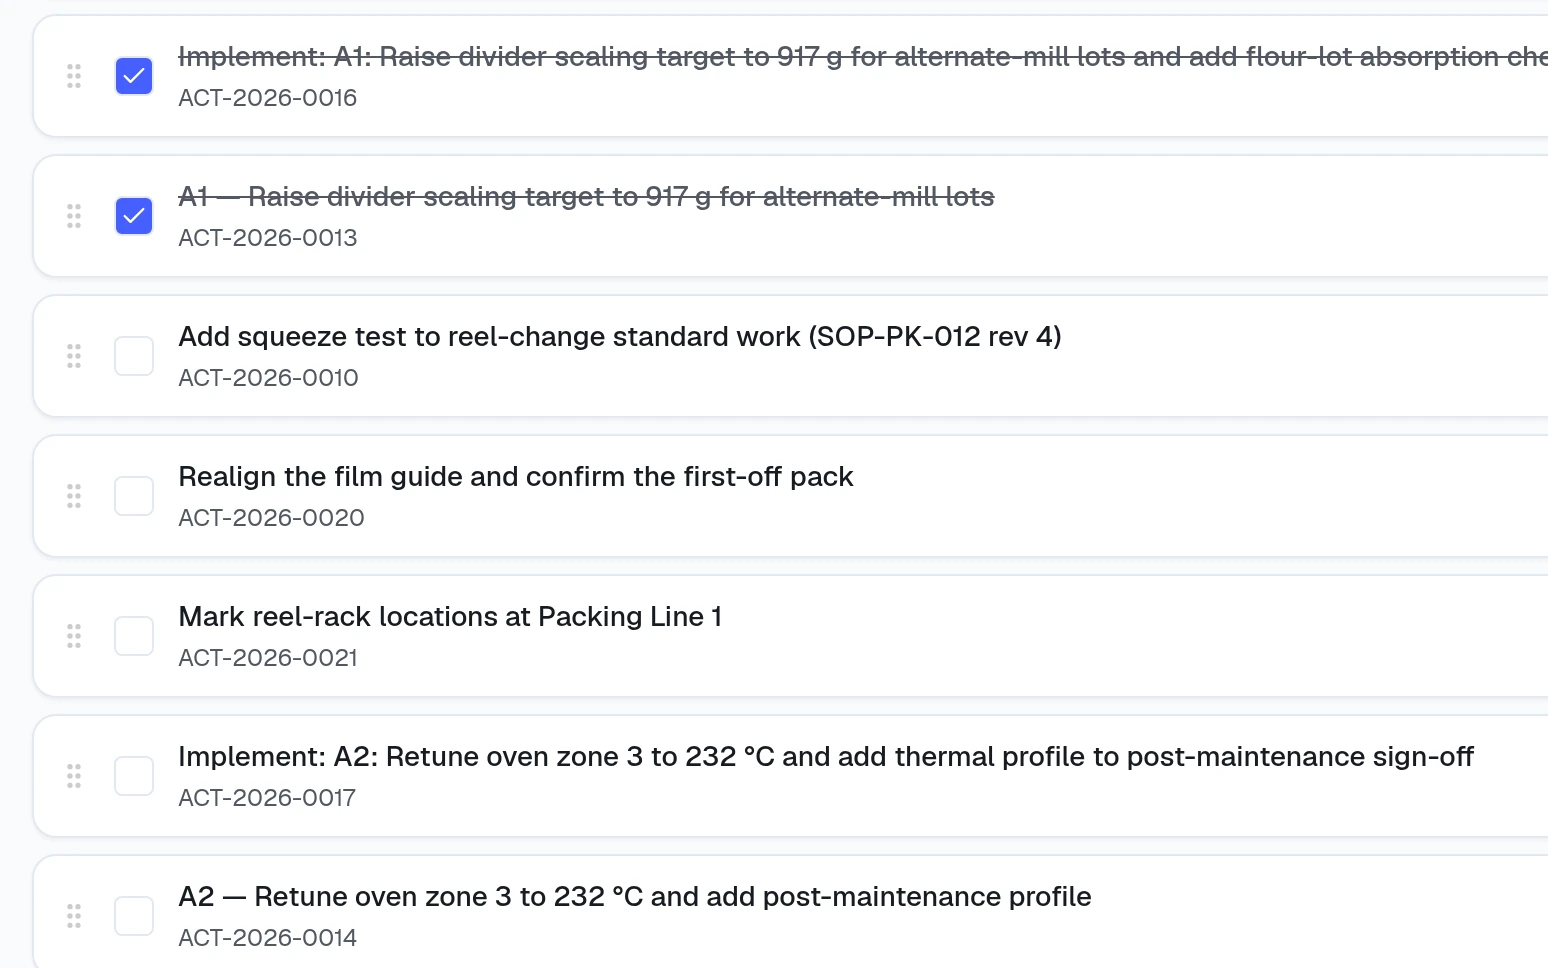 Implement: A1: Raise divider scaling target to 917 g for alternate-mill lots and add flour-lot absorption
ACT-2026-0016
A1 — Raise divider scaling target to 917 g for alternate-mill lots
ACT-2026-0013
Add squeeze test to reel-change standard work (SOP-PK-012 rev 4)
ACT-2026-0010
Realign the film guide and confirm the first-off pack
ACT-2026-0020
Mark reel-rack locations at Packing Line 1
ACT-2026-0021
Implement: A2: Retune oven zone 3 to 232 °C and add thermal profile to post-maintenance sign-off
ACT-2026-0017
A2 — Retune oven zone 3 to 232 °C and add post-maintenance profile
ACT-2026-0014